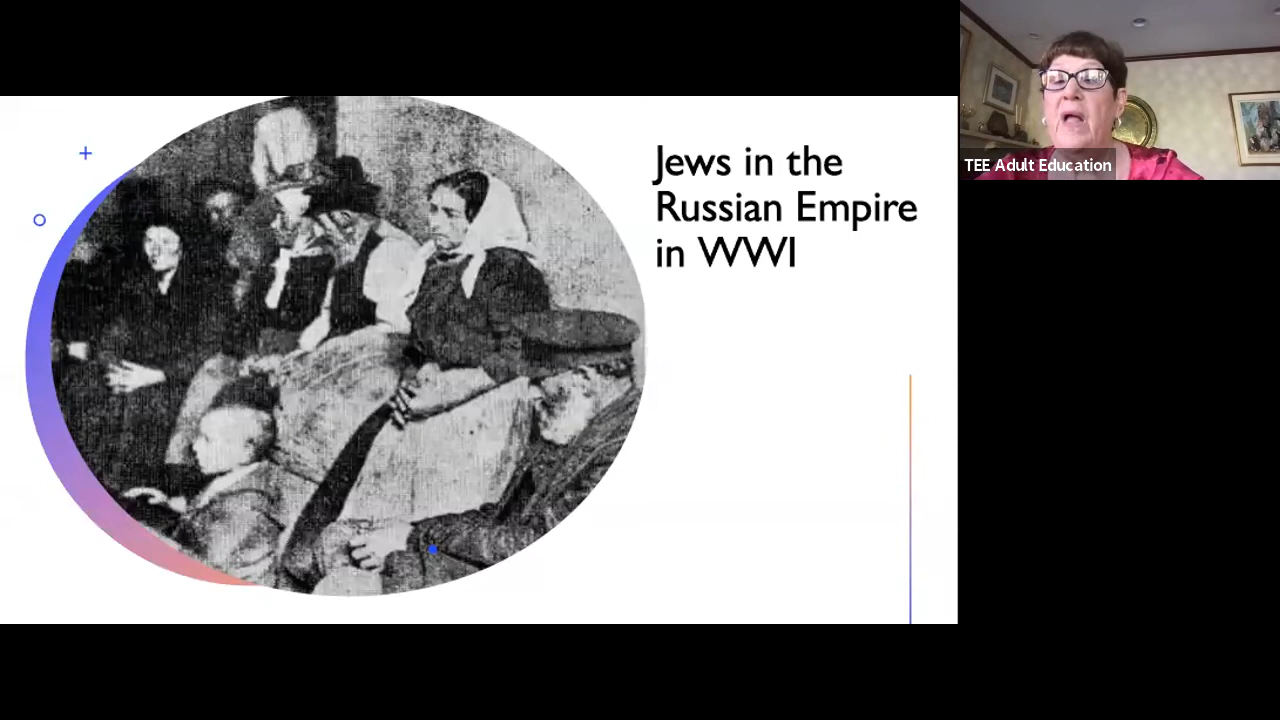 Jews in the
Russian Empire
in WWI
TEE Adult Education